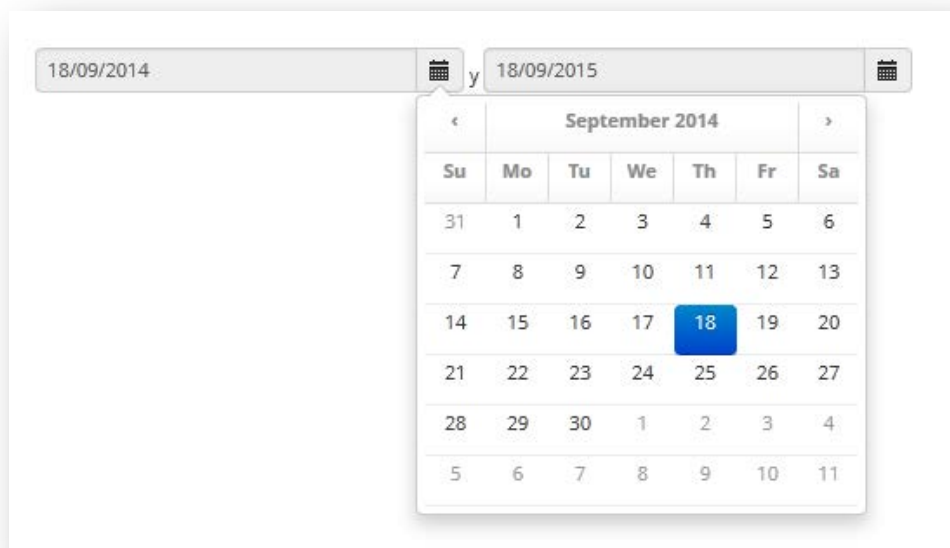 18/09/2014 y 18/09/2015
‹ September 2014 ›
Su Mo Tu We Th Fr Sa
31 1 2 3 4 5 6
7 8 9 10 11 12 13
14 15 16 17 18 19 20
21 22 23 24 25 26 27
28 29 30 1 2 3 4
5 6 7 8 9 10 11